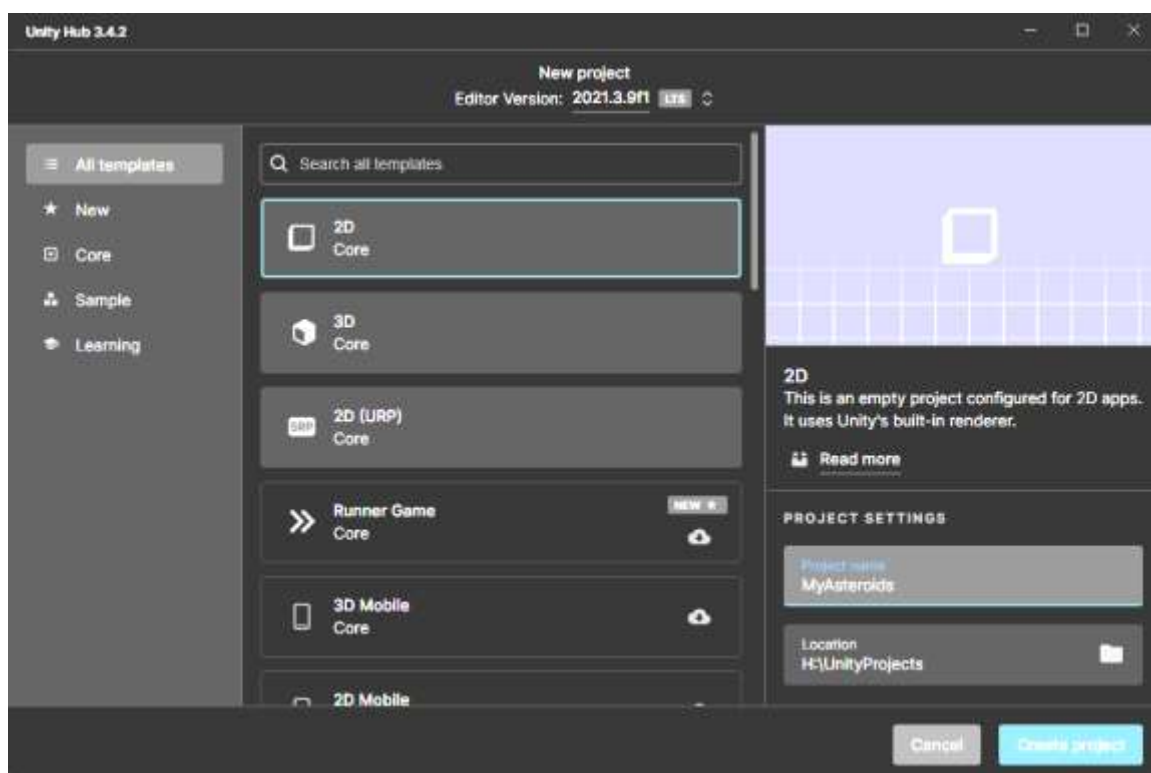 Unity Hub 3.4.2
New project
Editor Version: 2021.3.9f1 LTS
All templates
New
Core
Sample
Learning
Search all templates
2D
Core
3D
Core
SRP
2D (URP)
Core
Runner Game
Core
NEW
3D Mobile
Core
2D Mobile
2D
This is an empty project configured for 2D apps.
It uses Unity's built-in renderer.
Read more
PROJECT SETTINGS
Project name
MyAsteroids
Location
H:\UnityProjects
Cancel
Create project